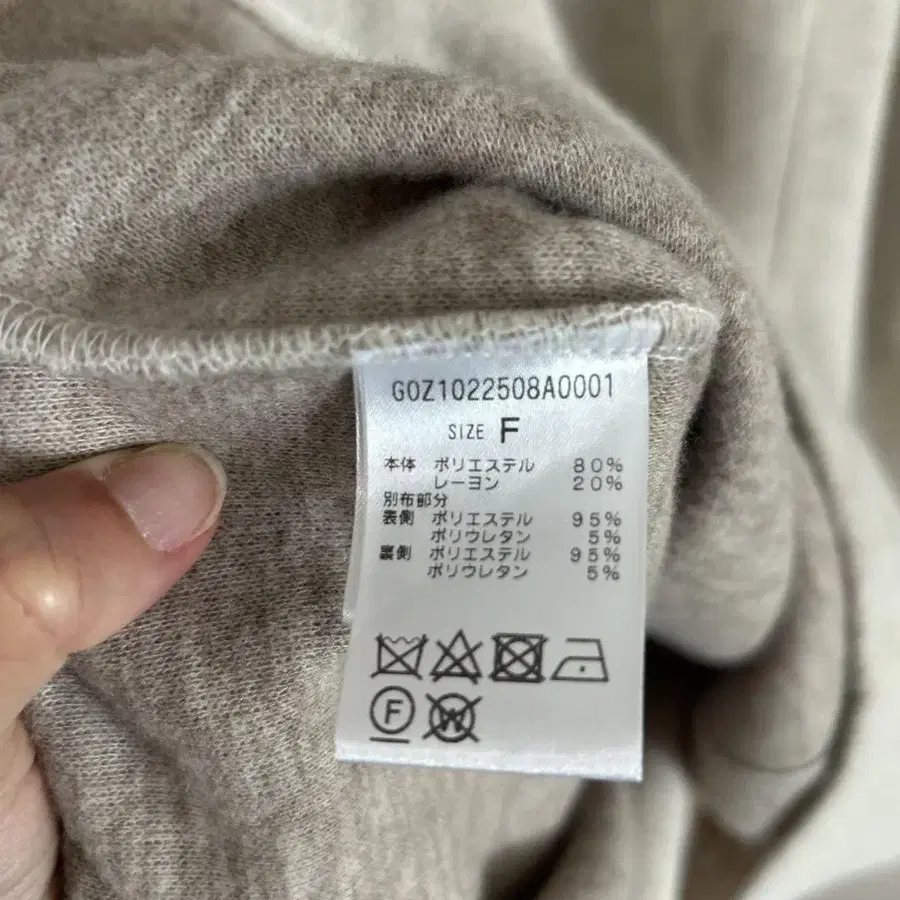 G0Z1022508A0001
SIZE F
本体 ポリエステル 80%
レーヨン 20%
別布部分
表側 ポリエステル 95%
ポリウレタン 5%
裏側 ポリエステル 95%
ポリウレタン 5%
F W